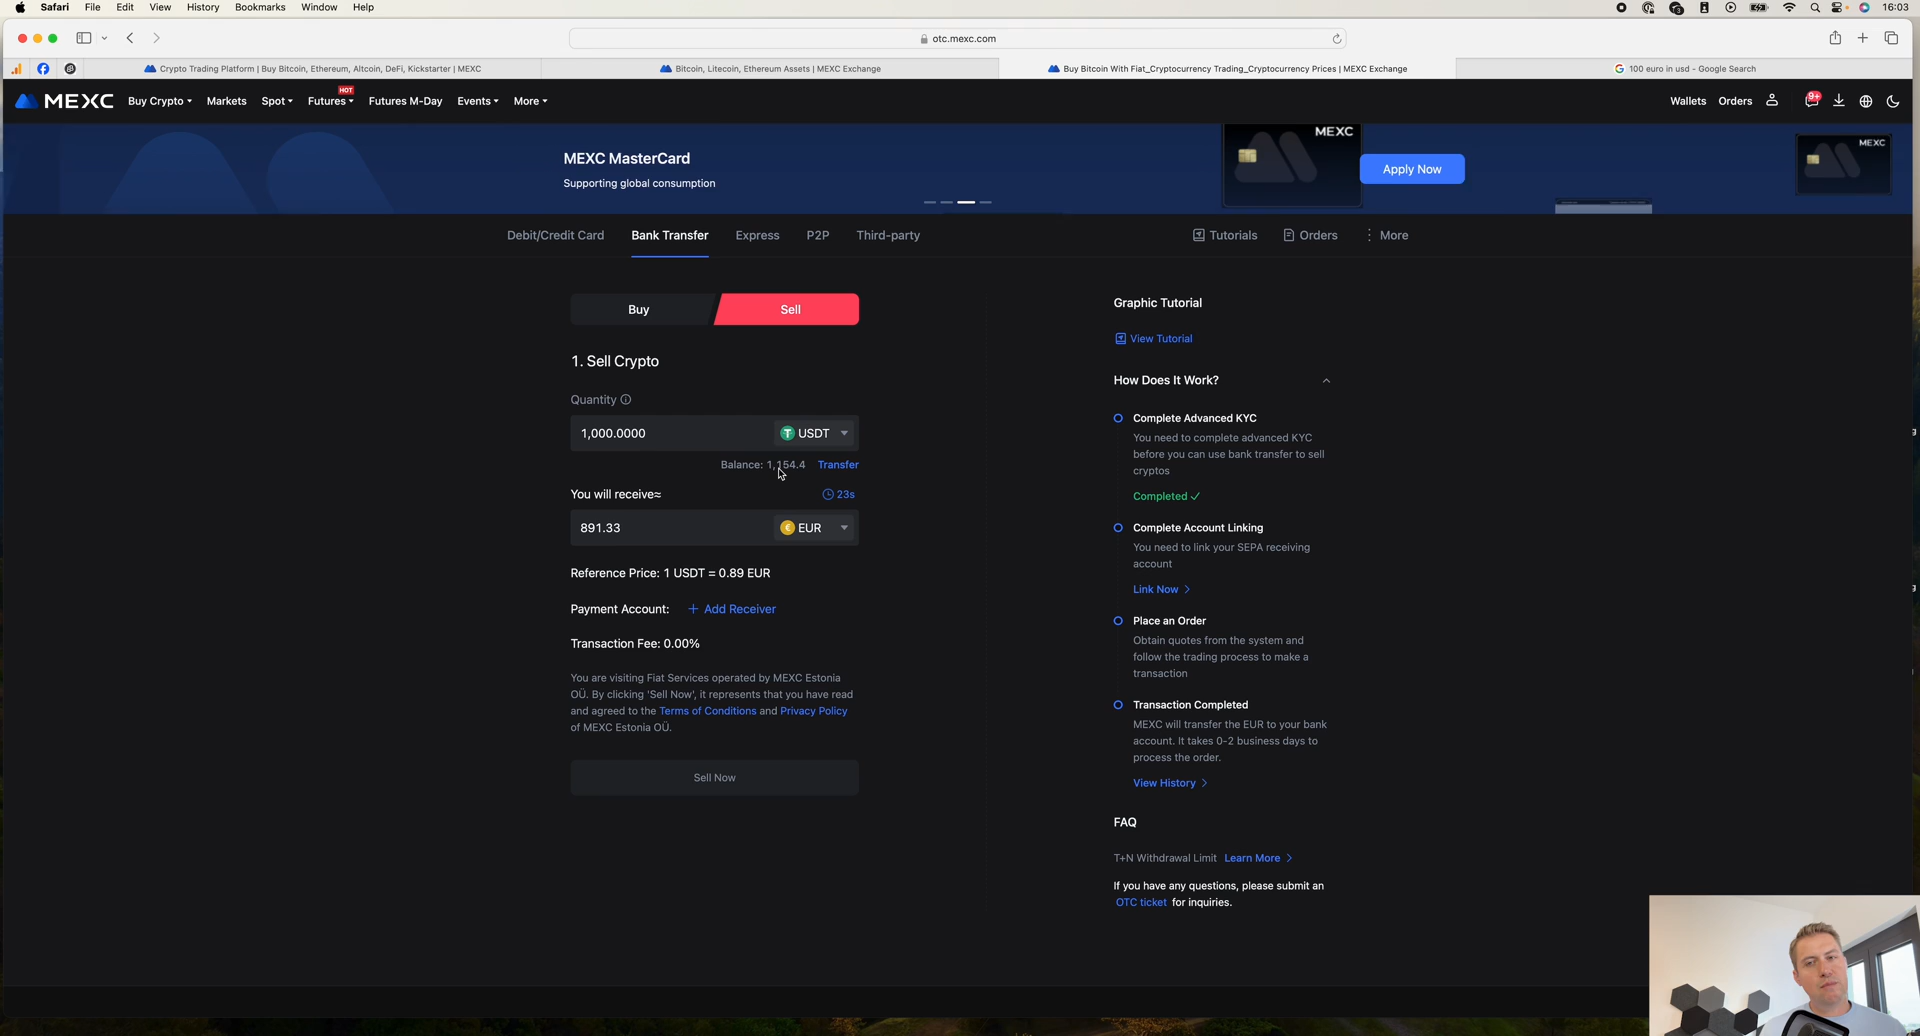 Safari File Edit View History Bookmarks Window Help 3 16:03
otc.mexc.com
Crypto Trading Platform | Buy Bitcoin, Ethereum, Altcoin, DeFi, Kickstarter | MEXC
Bitcoin, Litecoin, Ethereum Assets | MEXC Exchange
Buy Bitcoin With Fiat_Cryptocurrency Trading_Cryptocurrency Prices | MEXC Exchange
G 100 euro in usd - Google Search
MEXC Buy Crypto Markets Spot Futures HOT Futures M-Day Events More Wallets Orders 9+
MEXC MasterCard
Supporting global consumption
MEXC
Apply Now
MEXC
Debit/Credit Card Bank Transfer Express P2P Third-party Tutorials Orders More
Buy Sell
1. Sell Crypto
Quantity
1,000.0000 T USDT
Balance: 1,154.4 Transfer
You will receive≈ 23s
891.33 € EUR
Reference Price: 1 USDT = 0.89 EUR
Payment Account: + Add Receiver
Transaction Fee: 0.00%
You are visiting Fiat Services operated by MEXC Estonia
OÜ. By clicking 'Sell Now', it represents that you have read
and agreed to the Terms of Conditions and Privacy Policy
of MEXC Estonia OÜ.
Sell Now
Graphic Tutorial
View Tutorial
How Does It Work?
Complete Advanced KYC
You need to complete advanced KYC
before you can use bank transfer to sell
cryptos
Completed ✓
Complete Account Linking
You need to link your SEPA receiving
account
Link Now >
Place an Order
Obtain quotes from the system and
follow the trading process to make a
transaction
Transaction Completed
MEXC will transfer the EUR to your bank
account. It takes 0-2 business days to
process the order.
View History >
FAQ
T+N Withdrawal Limit Learn More >
If you have any questions, please submit an
OTC ticket for inquiries.